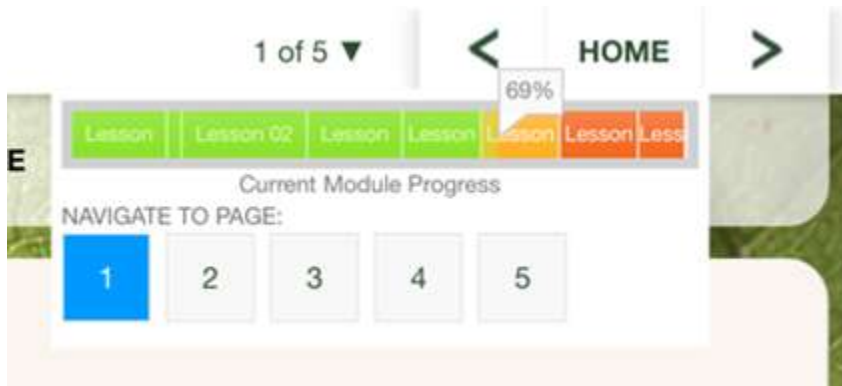 1 of 5 ▼ < HOME >
69%
E
Lesson Lesson 02 Lesson Lesson Lesson Lesson Less
Current Module Progress
NAVIGATE TO PAGE:
1 2 3 4 5